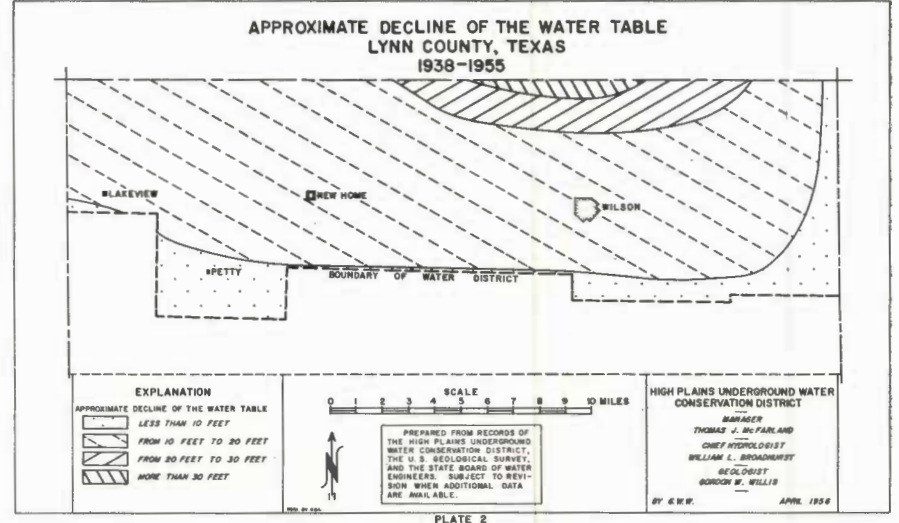 APPROXIMATE DECLINE OF THE WATER TABLE
LYNN COUNTY, TEXAS
1938-1955
LAKEVIEW
NEW HOME
WILSON
PETTY
BOUNDARY OF WATER DISTRICT
EXPLANATION
APPROXIMATE DECLINE OF THE WATER TABLE
LESS THAN 10 FEET
FROM 10 FEET TO 20 FEET
FROM 20 FEET TO 30 FEET
MORE THAN 30 FEET
SCALE
0 1 2 3 4 5 6 7 8 9 10 MILES
N
PREPARED FROM RECORDS OF
THE HIGH PLAINS UNDERGROUND
WATER CONSERVATION DISTRICT,
THE U.S. GEOLOGICAL SURVEY,
AND THE STATE BOARD OF WATER
ENGINEERS. SUBJECT TO REVI-
SION WHEN ADDITIONAL DATA
ARE AVAILABLE.
HIGH PLAINS UNDERGROUND WATER
CONSERVATION DISTRICT
MANAGER
THOMAS J. McFARLAND
CHIEF HYDROLOGIST
WILLIAM L. BROADHURST
GEOLOGIST
GORDON W. WILLIS
BY G.W.W. APRIL 1956
PLATE 2